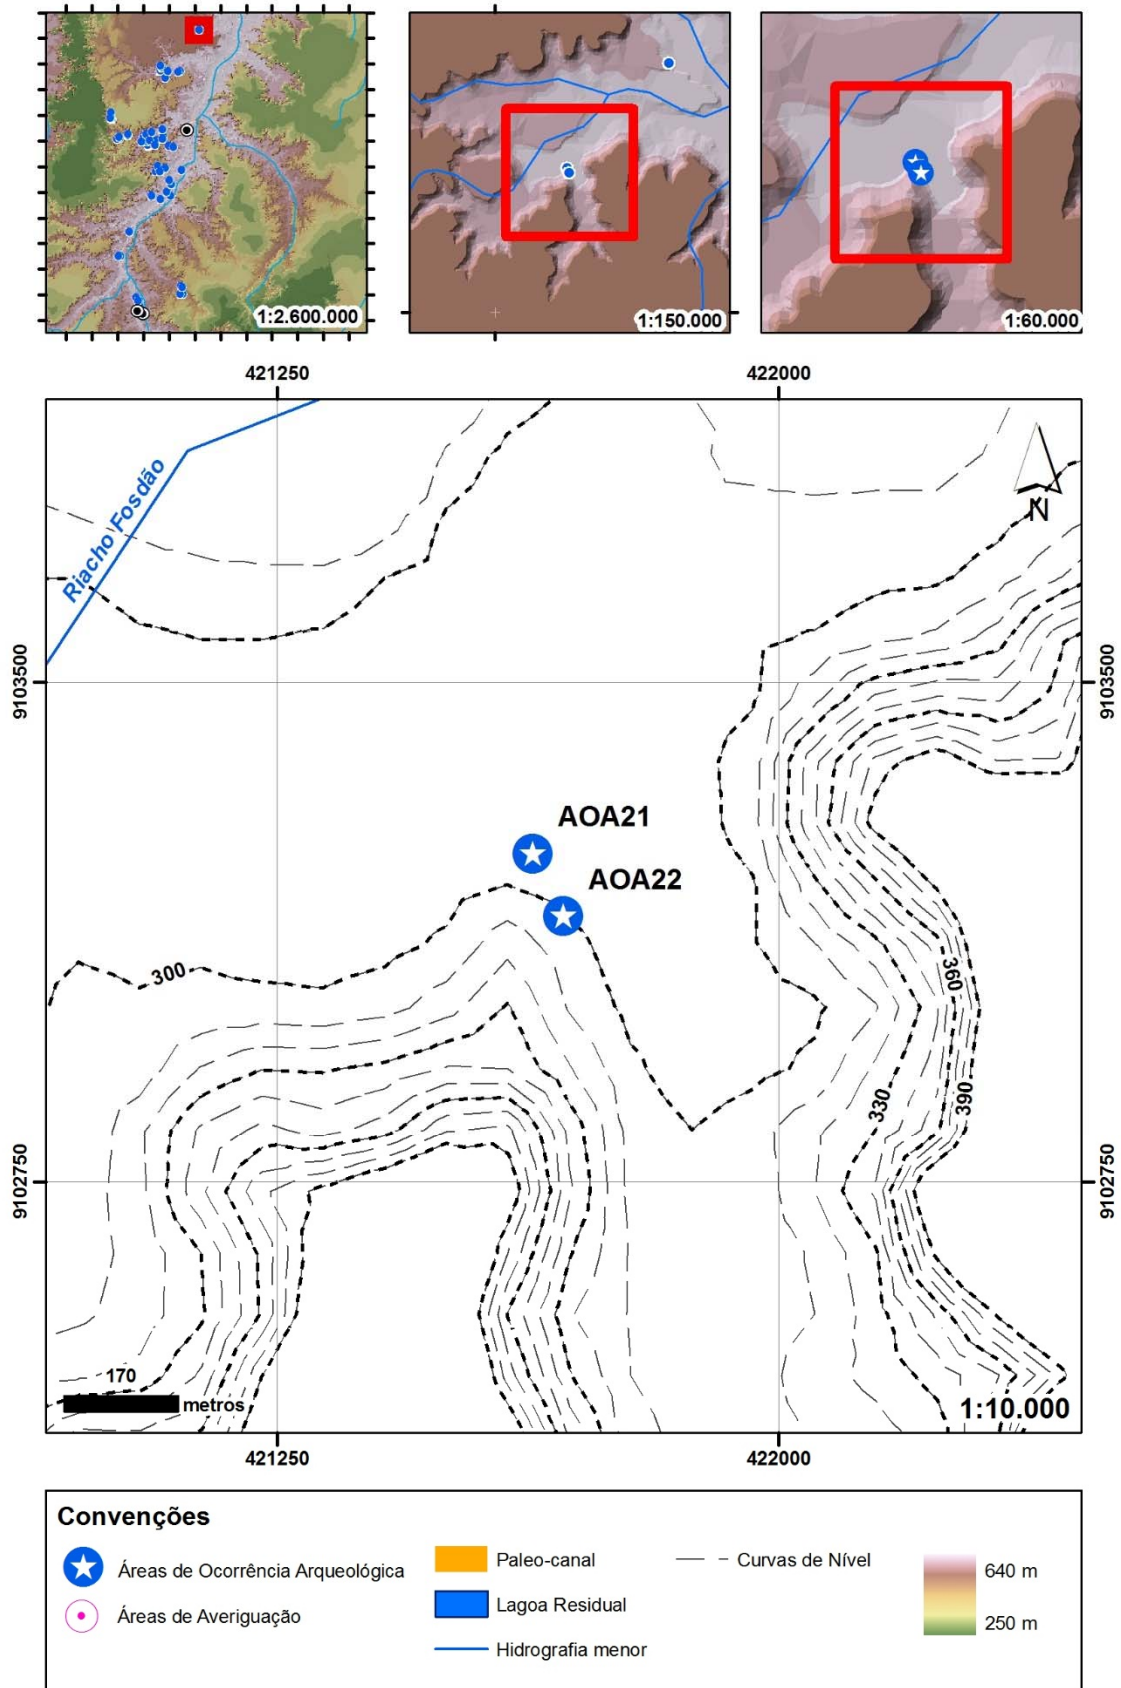 1:2.600.000
1:150.000
1:60.000
421250
422000
Riacho Fosdão
N
9103500
9103500
AOA21
AOA22
300
360
330
390
9102750
9102750
170
metros
1:10.000
421250
422000
Convenções
Áreas de Ocorrência Arqueológica
Áreas de Averiguação
Paleo-canal
Lagoa Residual
Hidrografia menor
Curvas de Nível
640 m
250 m